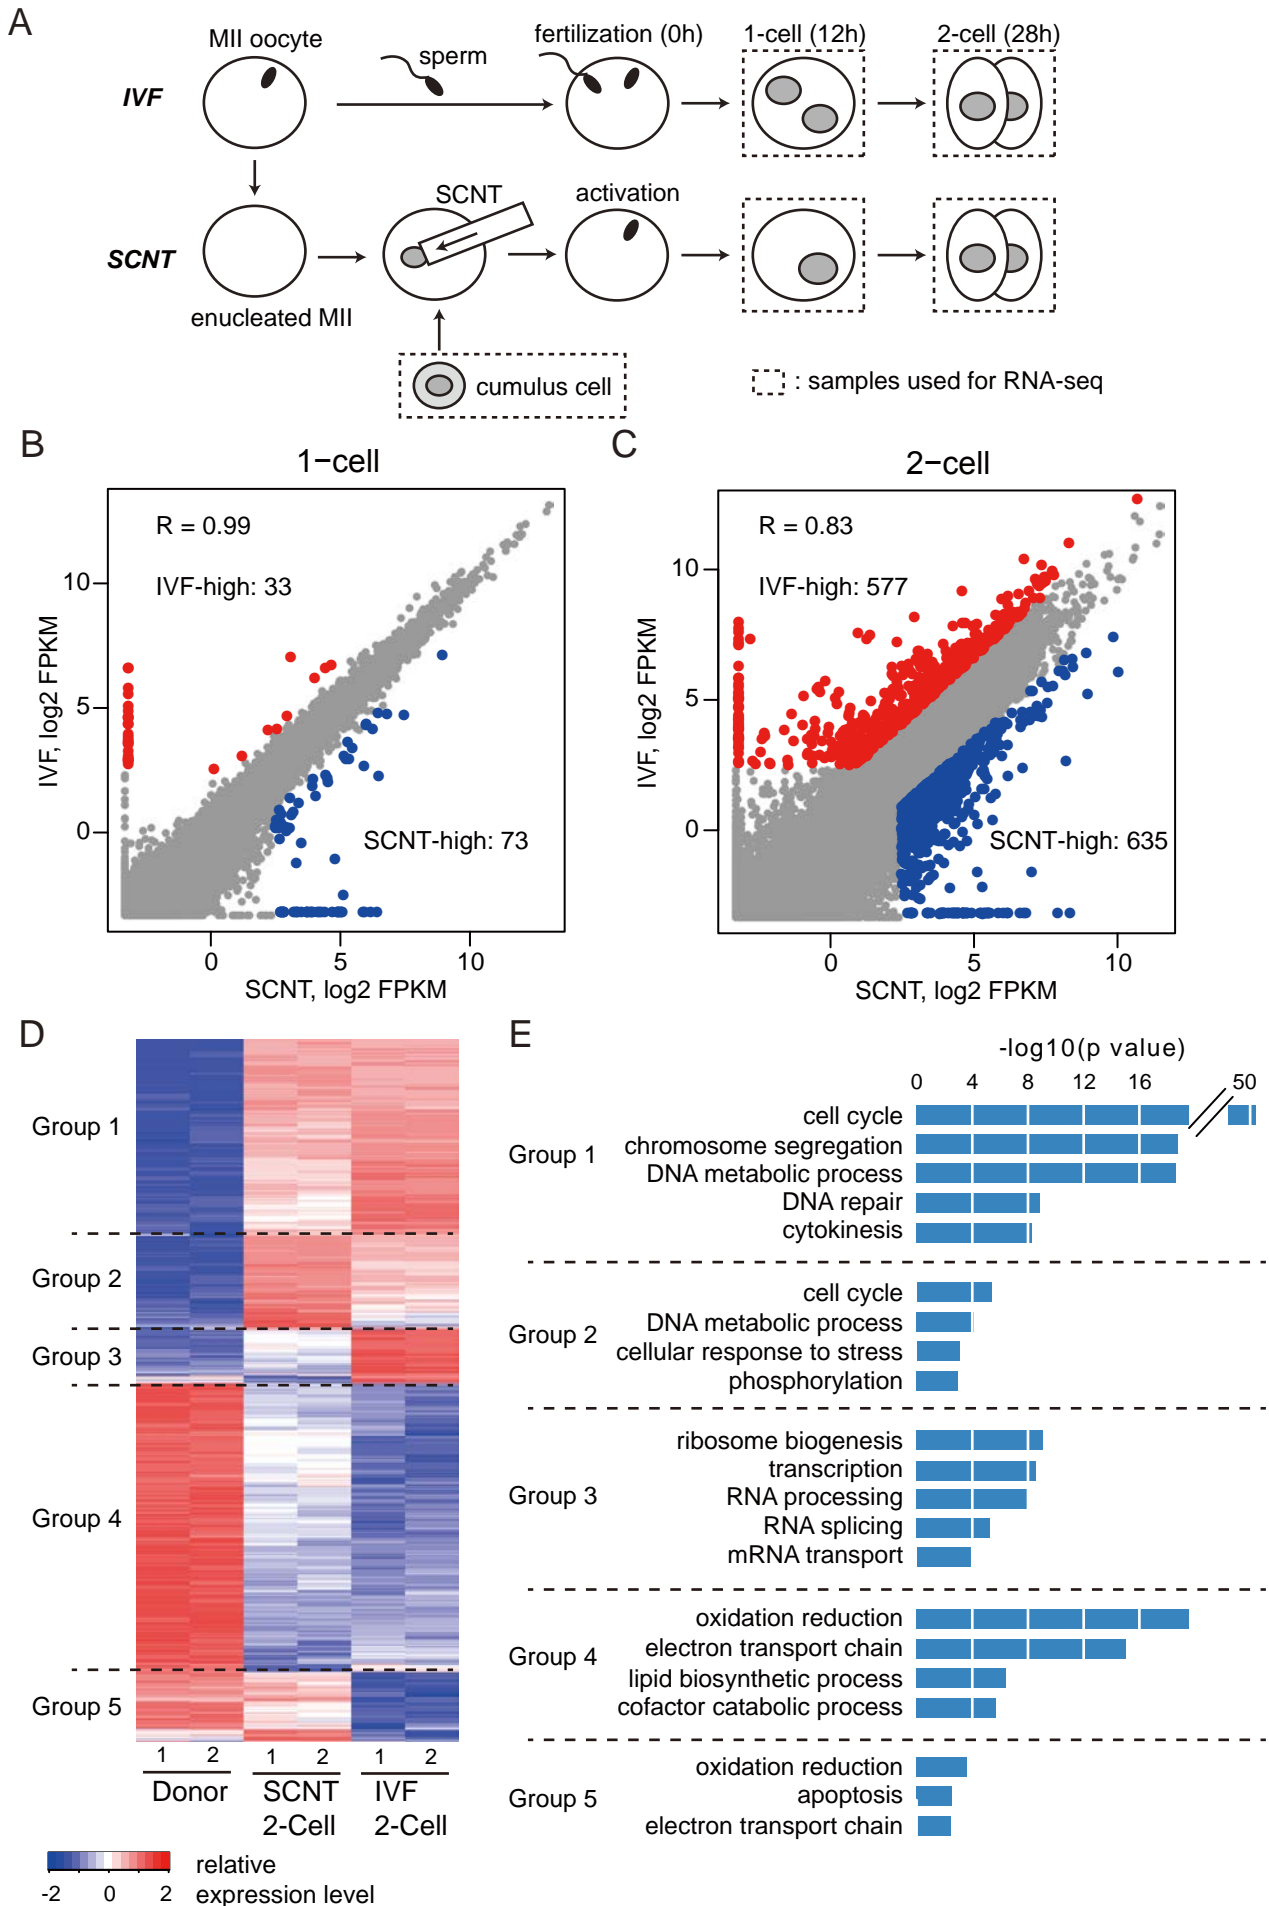 A
MII oocyte
sperm
fertilization (0h)
1-cell (12h)
2-cell (28h)
IVF
SCNT
activation
SCNT
enucleated MII
cumulus cell
: samples used for RNA-seq
B
1−cell
R = 0.99
IVF-high: 33
SCNT-high: 73
10
5
0
IVF, log2 FPKM
0
5
10
SCNT, log2 FPKM
C
2−cell
R = 0.83
IVF-high: 577
SCNT-high: 635
10
5
0
IVF, log2 FPKM
0
5
10
SCNT, log2 FPKM
D
Group 1
Group 2
Group 3
Group 4
Group 5
1 2 1 2 1 2
Donor
SCNT
2-Cell
IVF
2-Cell
relative
expression level
-2 0 2
E
-log10(p value)
0 4 8 12 16 50
Group 1
cell cycle
chromosome segregation
DNA metabolic process
DNA repair
cytokinesis
Group 2
cell cycle
DNA metabolic process
cellular response to stress
phosphorylation
Group 3
ribosome biogenesis
transcription
RNA processing
RNA splicing
mRNA transport
Group 4
oxidation reduction
electron transport chain
lipid biosynthetic process
cofactor catabolic process
Group 5
oxidation reduction
apoptosis
electron transport chain